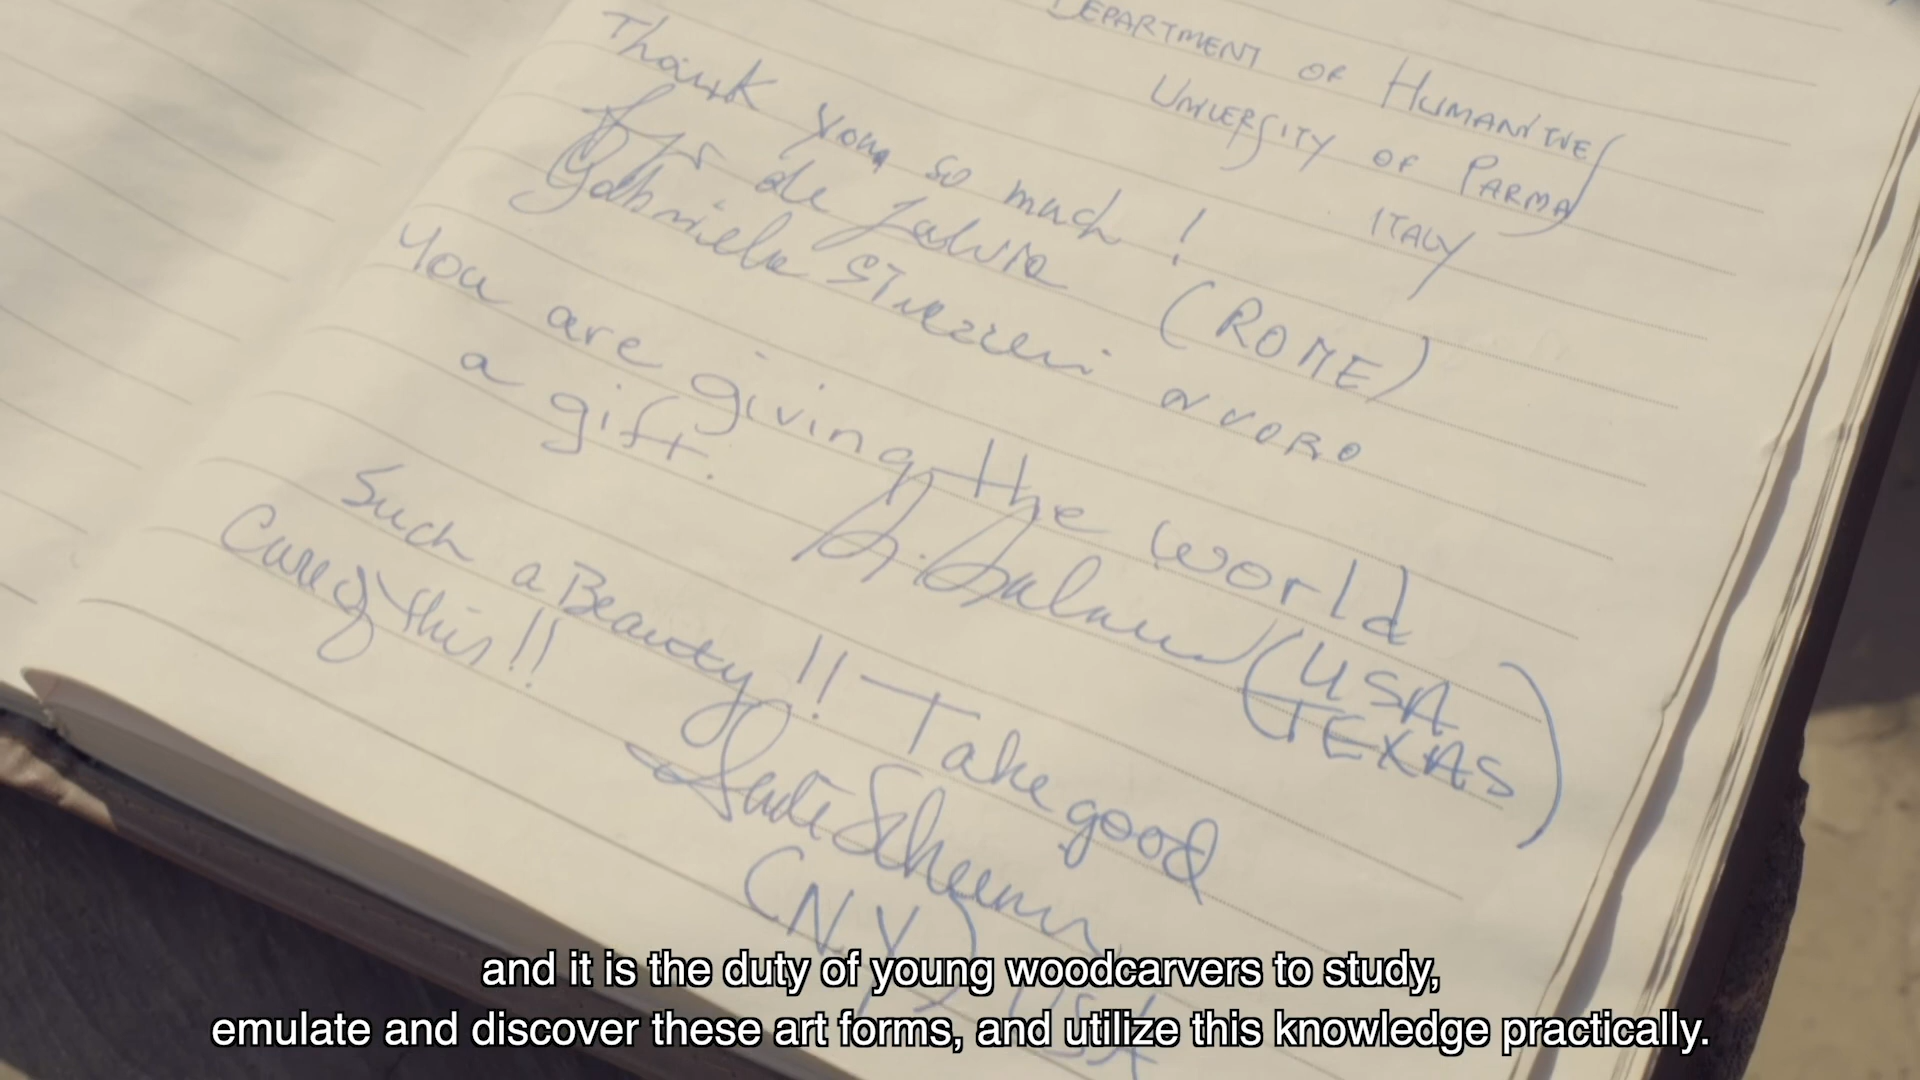 DEPARTMENT OF HUMANITIES
UNIVERSITY OF PARMA
ITALY
Thank you so much!
de (ROME)
You are giving the world
a gift.
(USA
TEXAS)
Such a Beauty!! Take good
Care of this!!
(N.Y)
USA
and it is the duty of young woodcarvers to study,
emulate and discover these art forms, and utilize this knowledge practically.